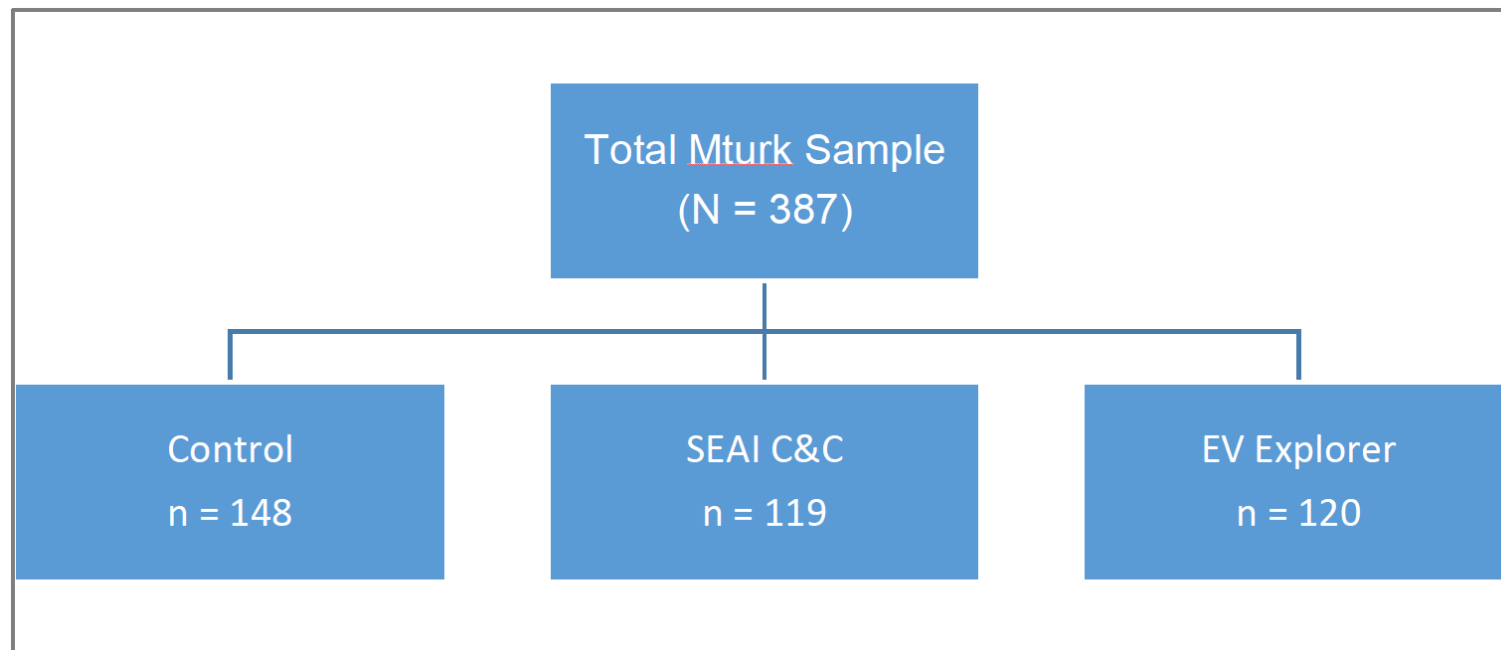 Total Mturk Sample
(N = 387)
Control
n = 148
SEAI C&C
n = 119
EV Explorer
n = 120